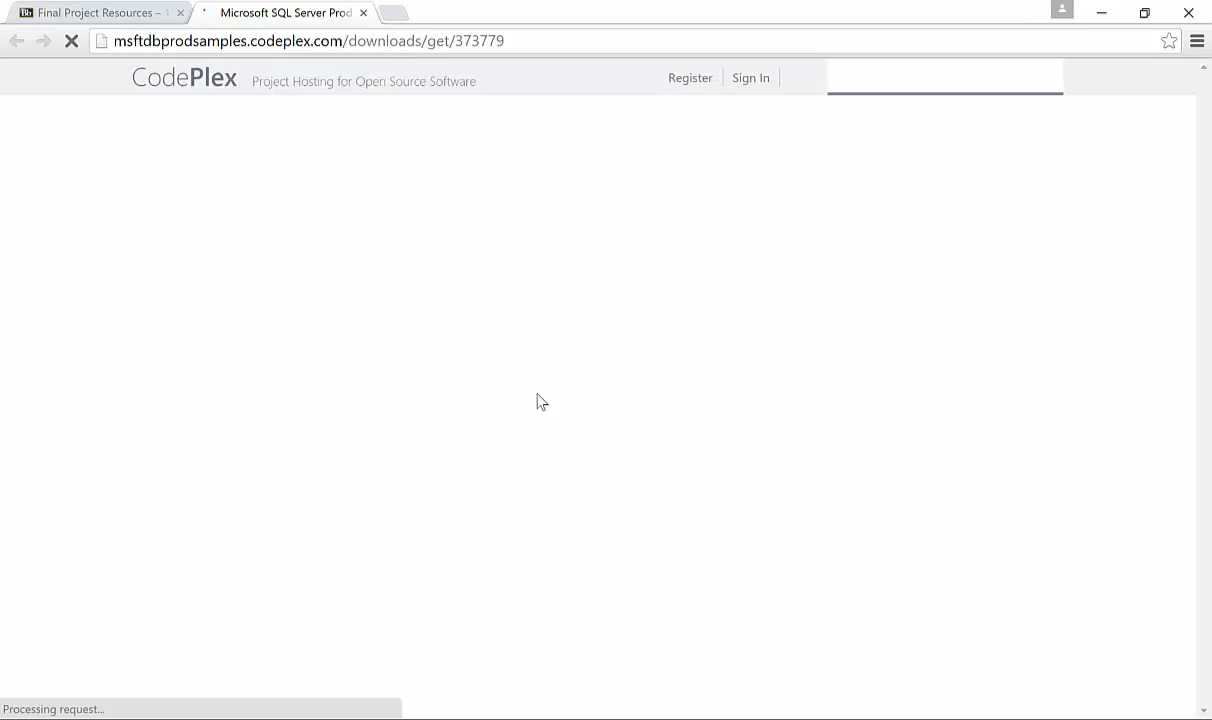 Final Project Resources –
Microsoft SQL Server Prod
msftdbprodsamples.codeplex.com/downloads/get/373779
CodePlex Project Hosting for Open Source Software Register Sign In
Processing request...